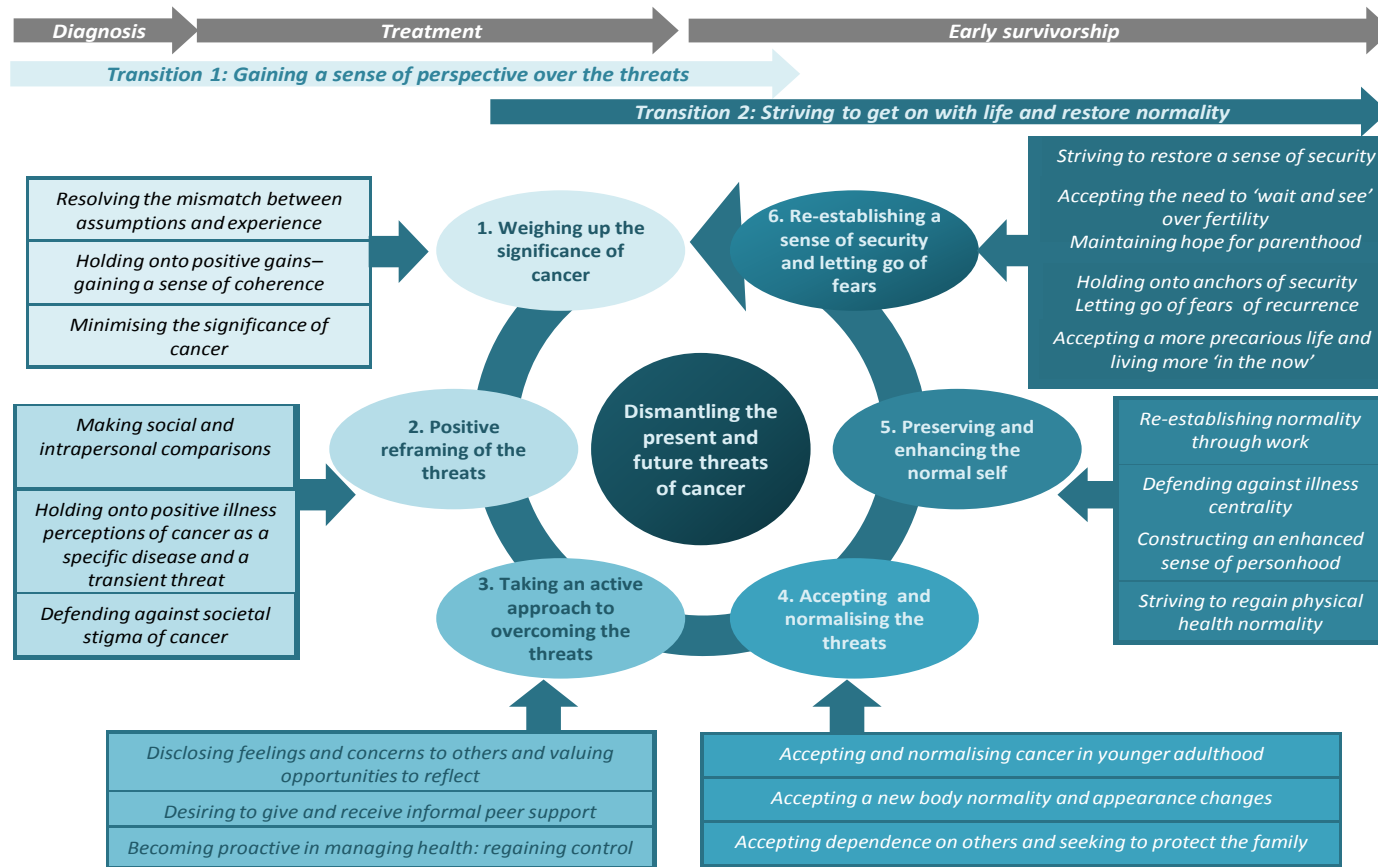 Diagnosis
Treatment
Early survivorship
Transition 1: Gaining a sense of perspective over the threats
Transition 2: Striving to get on with life and restore normality
Resolving the mismatch between
assumptions and experience
Holding onto positive gains–
gaining a sense of coherence
Minimising the significance of
cancer
1. Weighing up the
significance of
cancer
6. Re-establishing a
sense of security
and letting go of
fears
Striving to restore a sense of security
Accepting the need to ‘wait and see’
over fertility
Maintaining hope for parenthood
Holding onto anchors of security
Letting go of fears of recurrence
Accepting a more precarious life and
living more ‘in the now’
Making social and
intrapersonal comparisons
Holding onto positive illness
perceptions of cancer as a
specific disease and a
transient threat
Defending against societal
stigma of cancer
2. Positive
reframing of the
threats
Dismantling the
present and
future threats
of cancer
5. Preserving and
enhancing the
normal self
Re-establishing normality
through work
Defending against illness
centrality
Constructing an enhanced
sense of personhood
Striving to regain physical
health normality
3. Taking an active
approach to
overcoming the
threats
4. Accepting and
normalising the
threats
Disclosing feelings and concerns to others and valuing
opportunities to reflect
Desiring to give and receive informal peer support
Becoming proactive in managing health: regaining control
Accepting and normalising cancer in younger adulthood
Accepting a new body normality and appearance changes
Accepting dependence on others and seeking to protect the family